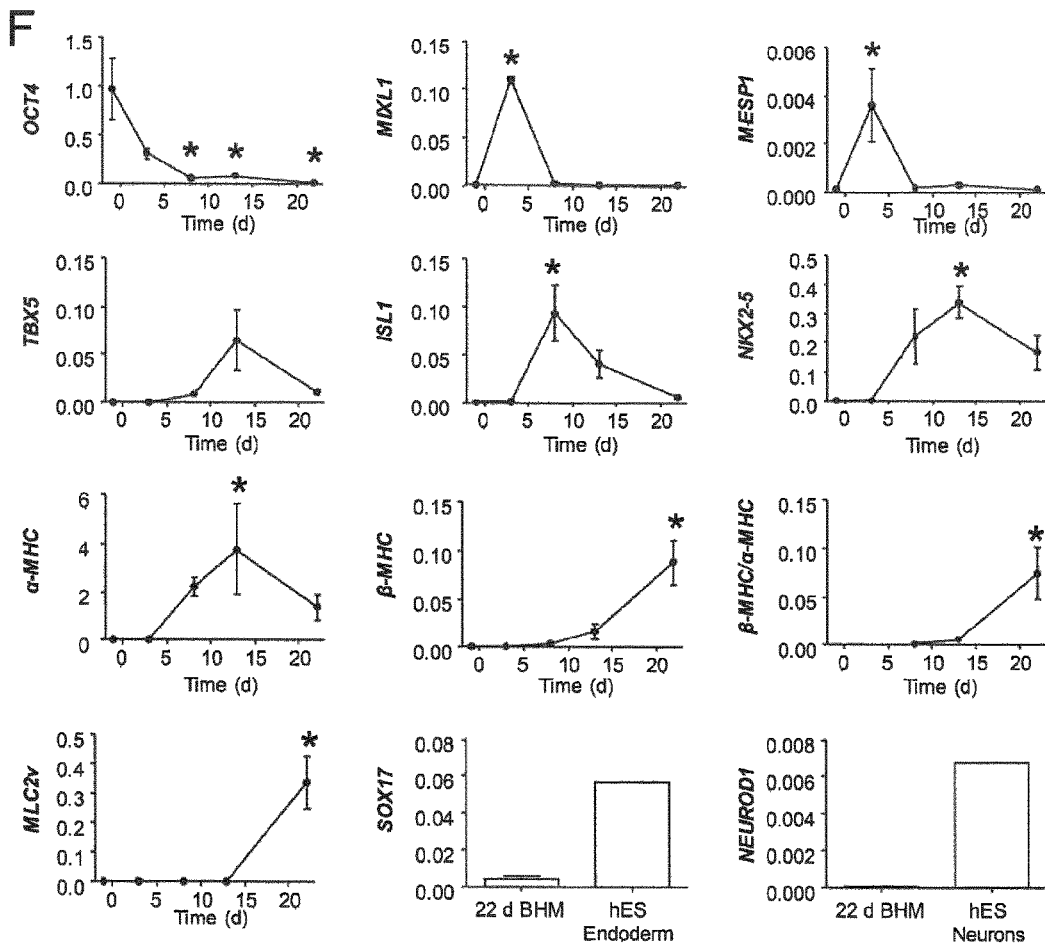 F
OCT4
1.5
1.0
0.5
0.0
* * *
0 5 10 15 20
Time (d)
MIXL1
0.15
0.10
0.05
0.00
*
0 5 10 15 20
Time (d)
MESP1
0.006
0.004
0.002
0.000
*
0 5 10 15 20
Time (d)
TBX5
0.15
0.10
0.05
0.00
0 5 10 15 20
Time (d)
ISL1
0.15
0.10
0.05
0.00
*
0 5 10 15 20
Time (d)
NKX2-5
0.5
0.4
0.3
0.2
0.1
0.0
*
0 5 10 15 20
Time (d)
α-MHC
6
4
2
0
*
0 5 10 15 20
Time (d)
β-MHC
0.15
0.10
0.05
0.00
*
0 5 10 15 20
Time (d)
β-MHC/α-MHC
0.15
0.10
0.05
0.00
*
0 5 10 15 20
Time (d)
MLC2v
0.5
0.4
0.3
0.2
0.1
0.0
*
0 5 10 15 20
Time (d)
SOX17
0.08
0.06
0.04
0.02
0.00
22 d BHM hES
Endoderm
NEUROD1
0.008
0.006
0.004
0.002
0.000
22 d BHM hES
Neurons